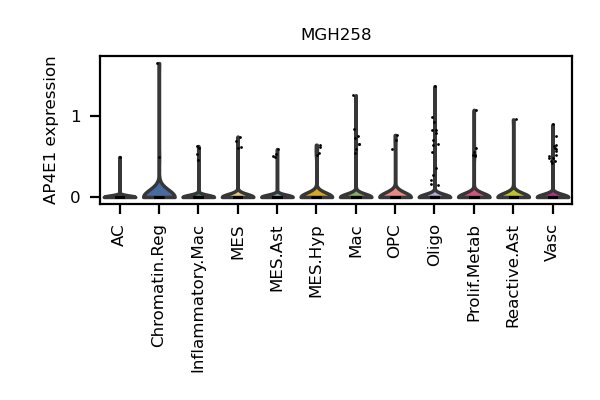 MGH258
AP4E1 expression
1
0
AC
Chromatin.Reg
Inflammatory.Mac
MES
MES.Ast
MES.Hyp
Mac
OPC
Oligo
Prolif.Metab
Reactive.Ast
Vasc